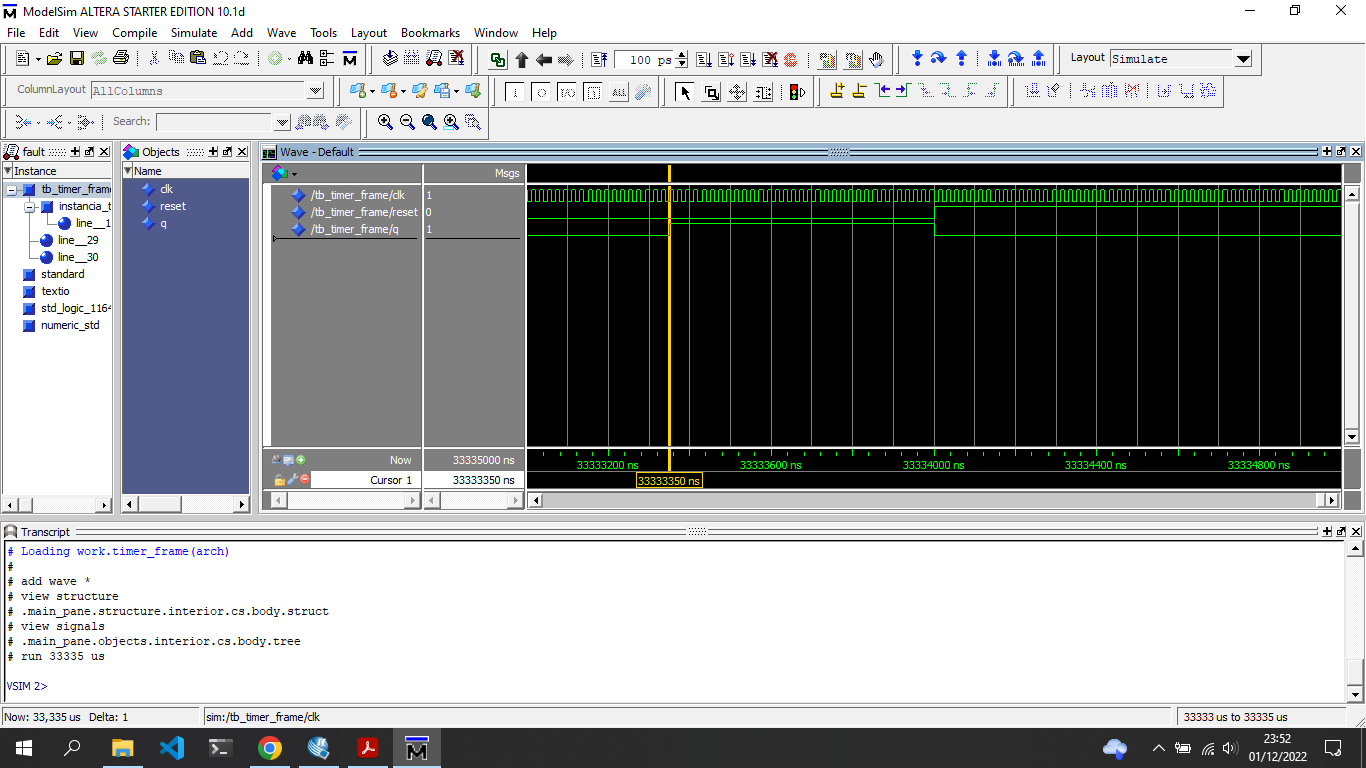 ModelSim ALTERA STARTER EDITION 10.1d
File Edit View Compile Simulate Add Wave Tools Layout Bookmarks Window Help
100 ps
Layout Simulate
ColumnLayout AllColumns
ALL
Search:
fault
Instance
tb_timer_frame
instancia_t
line__1
line__29
line__30
standard
textio
std_logic_1164
numeric_std
Objects
Name
clk
reset
q
Wave - Default
Msgs
/tb_timer_frame/clk 1
/tb_timer_frame/reset 0
/tb_timer_frame/q 1
Now 33335000 ns
33333200 ns 33333600 ns 33334000 ns 33334400 ns 33334800 ns
Cursor 1 33333350 ns
33333350 ns
Transcript
# Loading work.timer_frame(arch)
#
# add wave *
# view structure
# .main_pane.structure.interior.cs.body.struct
# view signals
# .main_pane.objects.interior.cs.body.tree
# run 33335 us
VSIM 2>
Now: 33,335 us Delta: 1
sim:/tb_timer_frame/clk
33333 us to 33335 us
23:52
01/12/2022